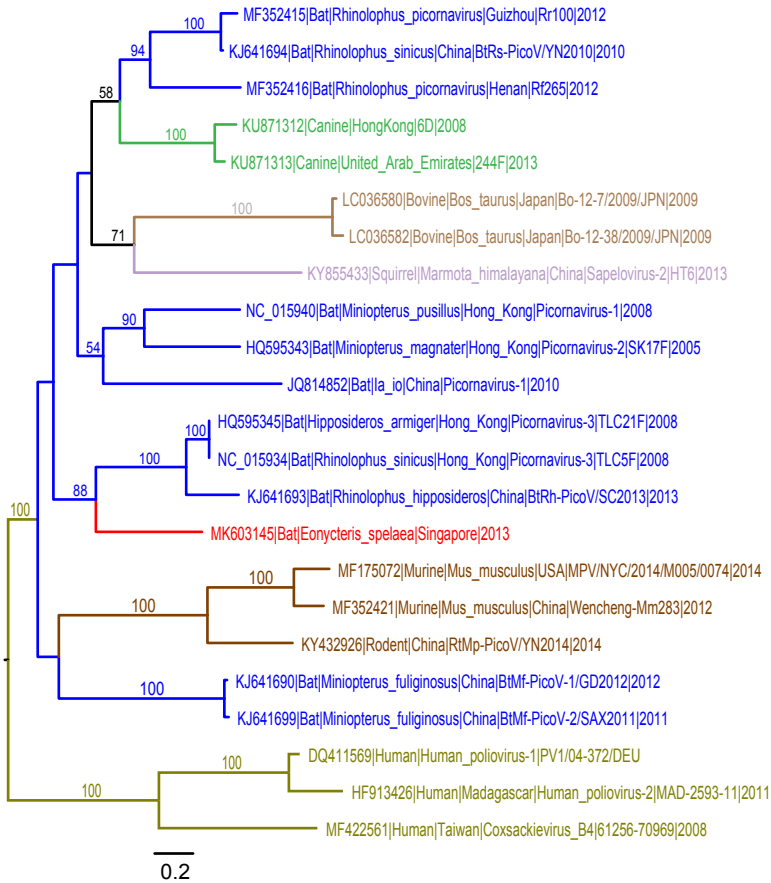 MF352415|Bat|Rhinolophus_picornavirus|Guizhou|Rr100|2012
100
KJ641694|Bat|Rhinolophus_sinicus|China|BtRs-PicoV/YN2010|2010
94
MF352416|Bat|Rhinolophus_picornavirus|Henan|Rf265|2012
58
KU871312|Canine|HongKong|6D|2008
100
KU871313|Canine|United_Arab_Emirates|244F|2013
LC036580|Bovine|Bos_taurus|Japan|Bo-12-7/2009/JPN|2009
100
LC036582|Bovine|Bos_taurus|Japan|Bo-12-38/2009/JPN|2009
71
KY855433|Squirrel|Marmota_himalayana|China|Sapelovirus-2|HT6|2013
NC_015940|Bat|Miniopterus_pusillus|Hong_Kong|Picornavirus-1|2008
90
HQ595343|Bat|Miniopterus_magnater|Hong_Kong|Picornavirus-2|SK17F|2005
54
JQ814852|Bat|Ia_io|China|Picornavirus-1|2010
HQ595345|Bat|Hipposideros_armiger|Hong_Kong|Picornavirus-3|TLC21F|2008
100
NC_015934|Bat|Rhinolophus_sinicus|Hong_Kong|Picornavirus-3|TLC5F|2008
100
KJ641693|Bat|Rhinolophus_hipposideros|China|BtRh-PicoV/SC2013|2013
88
100
MK603145|Bat|Eonycteris_spelaea|Singapore|2013
MF175072|Murine|Mus_musculus|USA|MPV/NYC/2014/M005/0074|2014
100
MF352421|Murine|Mus_musculus|China|Wencheng-Mm283|2012
100
KY432926|Rodent|China|RtMp-PicoV/YN2014|2014
KJ641690|Bat|Miniopterus_fuliginosus|China|BtMf-PicoV-1/GD2012|2012
100
KJ641699|Bat|Miniopterus_fuliginosus|China|BtMf-PicoV-2/SAX2011|2011
DQ411569|Human|Human_poliovirus-1|PV1/04-372/DEU
100
HF913426|Human|Madagascar|Human_poliovirus-2|MAD-2593-11|2011
100
MF422561|Human|Taiwan|Coxsackievirus_B4|61256-70969|2008
0.2